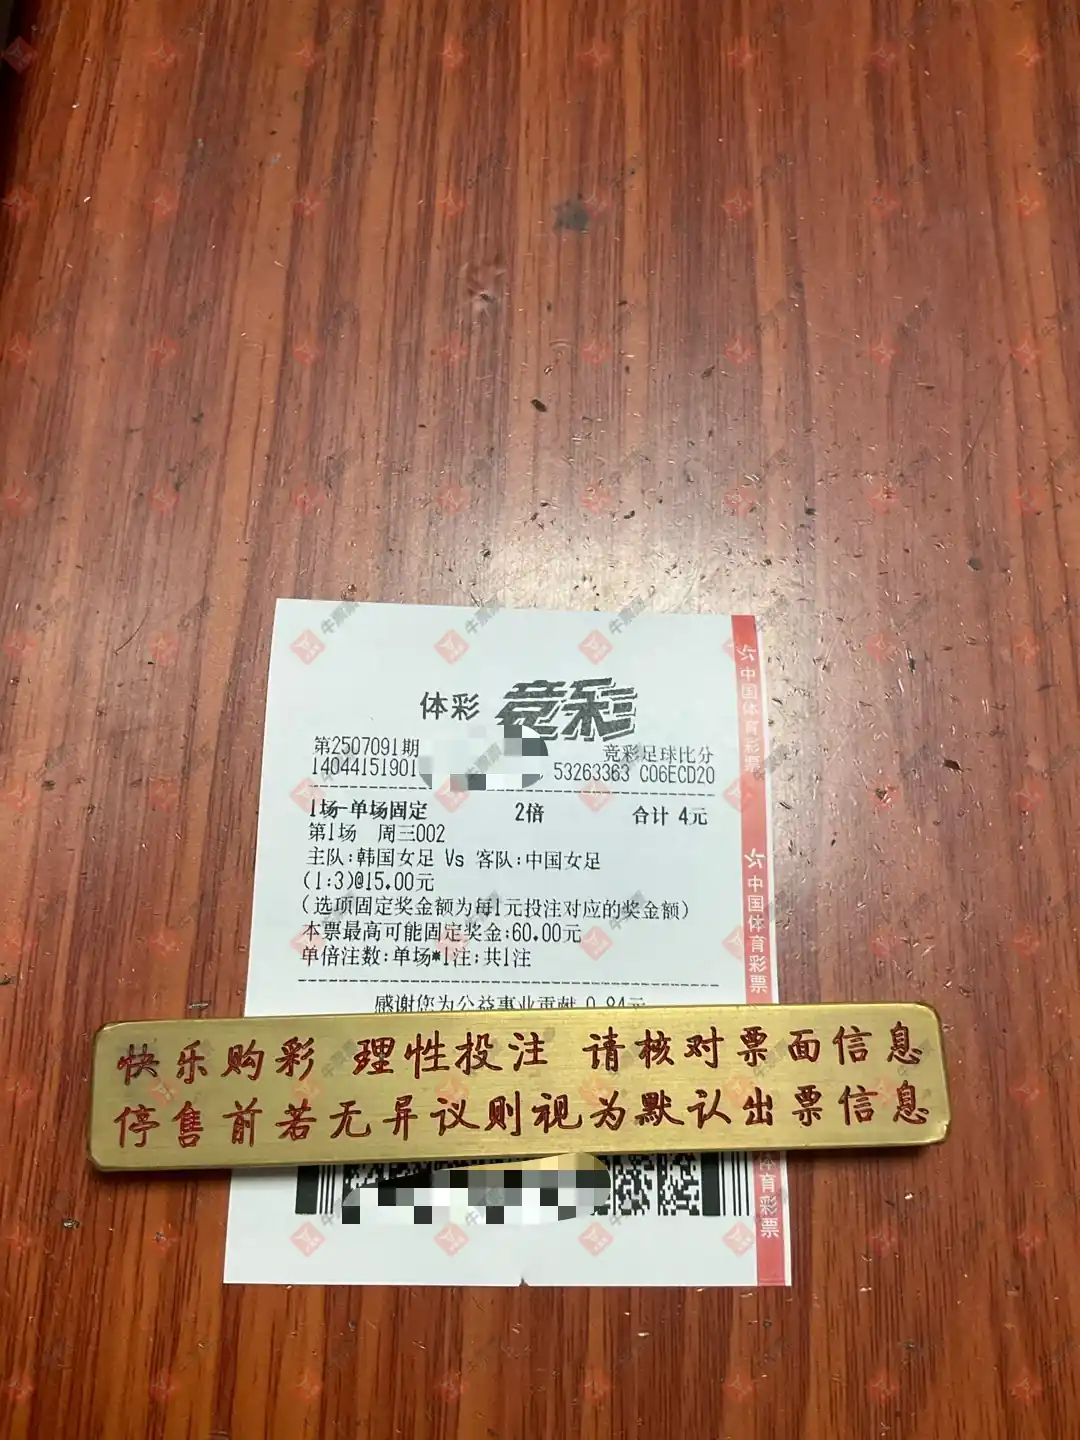 体彩 竞彩
第2507091期
竞彩足球比分
14044151901
53263363 C06ECD20
1场-单场固定 2倍 合计 4元
第1场 周三002
主队:韩国女足 Vs 客队:中国女足
(1:3)@15.00元
(选项固定奖金额为每1元投注对应的奖金额)
本票最高可能固定奖金:60.00元
单倍注数:单场*1注;共1注
感谢您为公益事业贡献 0.84元
快乐购彩 理性投注 请核对票面信息
停售前若无异议则视为默认出票信息
中国体育彩票
中国体育彩票
体育彩票